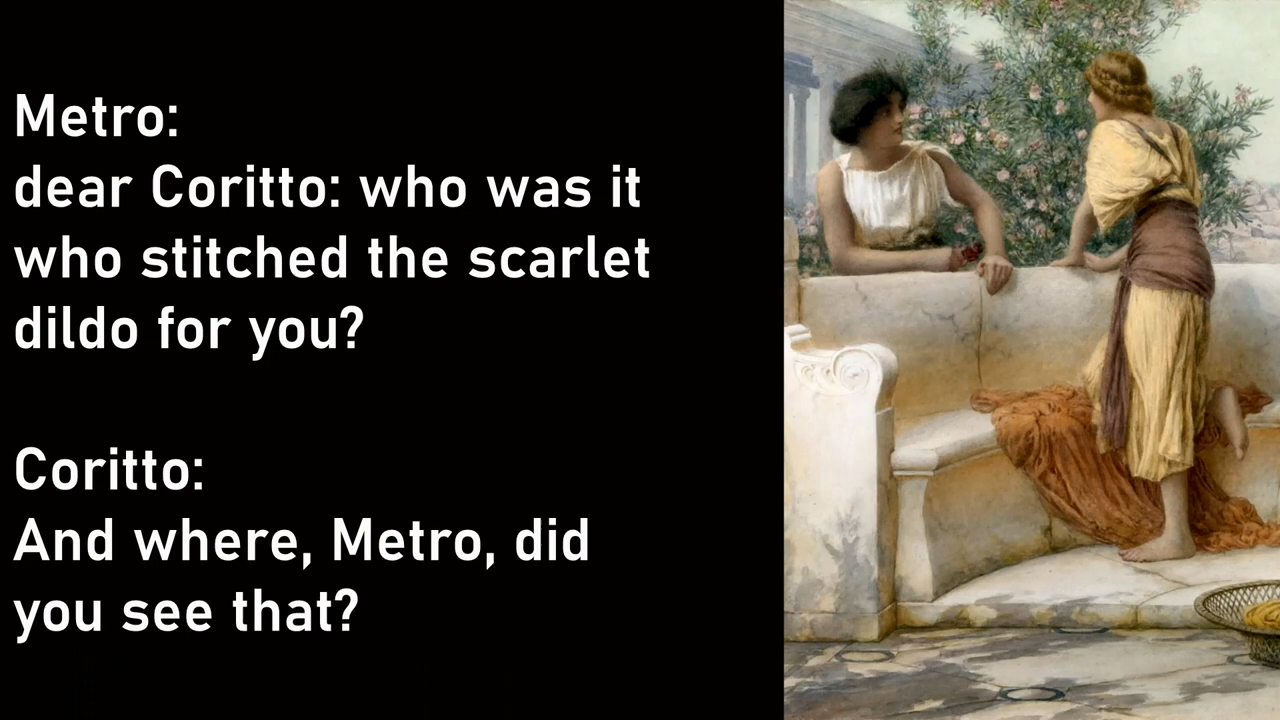 Metro:
dear Coritto: who was it
who stitched the scarlet
dildo for you?
Coritto:
And where, Metro, did
you see that?